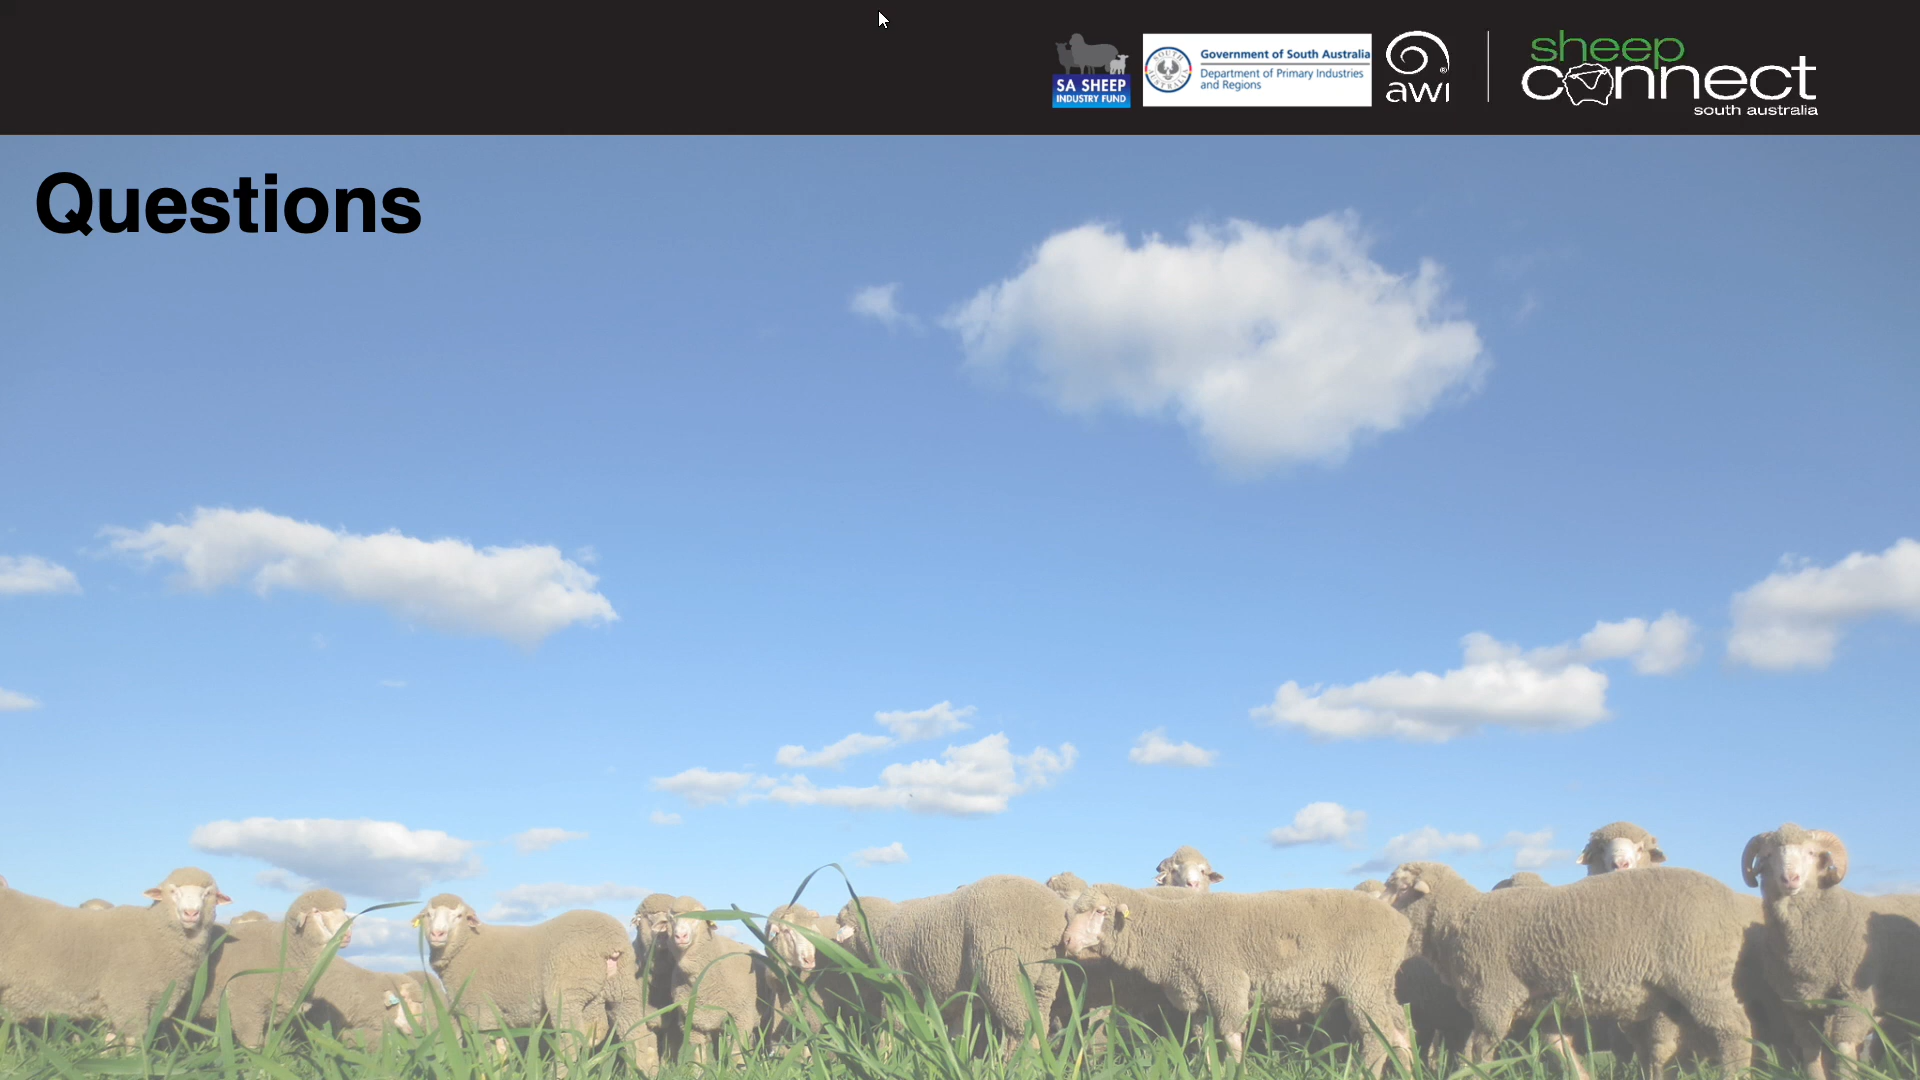 SA SHEEP
INDUSTRY FUND
Government of South Australia
Department of Primary Industries
and Regions
awi
sheep
connect
south australia
Questions